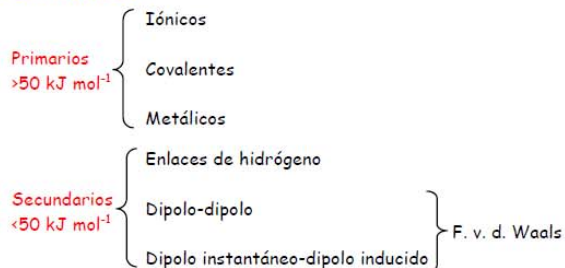 Iónicos
Primarios
>50 kJ mol⁻¹
Covalentes
Metálicos
Enlaces de hidrógeno
Secundarios
<50 kJ mol⁻¹
Dipolo-dipolo
F. v. d. Waals
Dipolo instantáneo-dipolo inducido